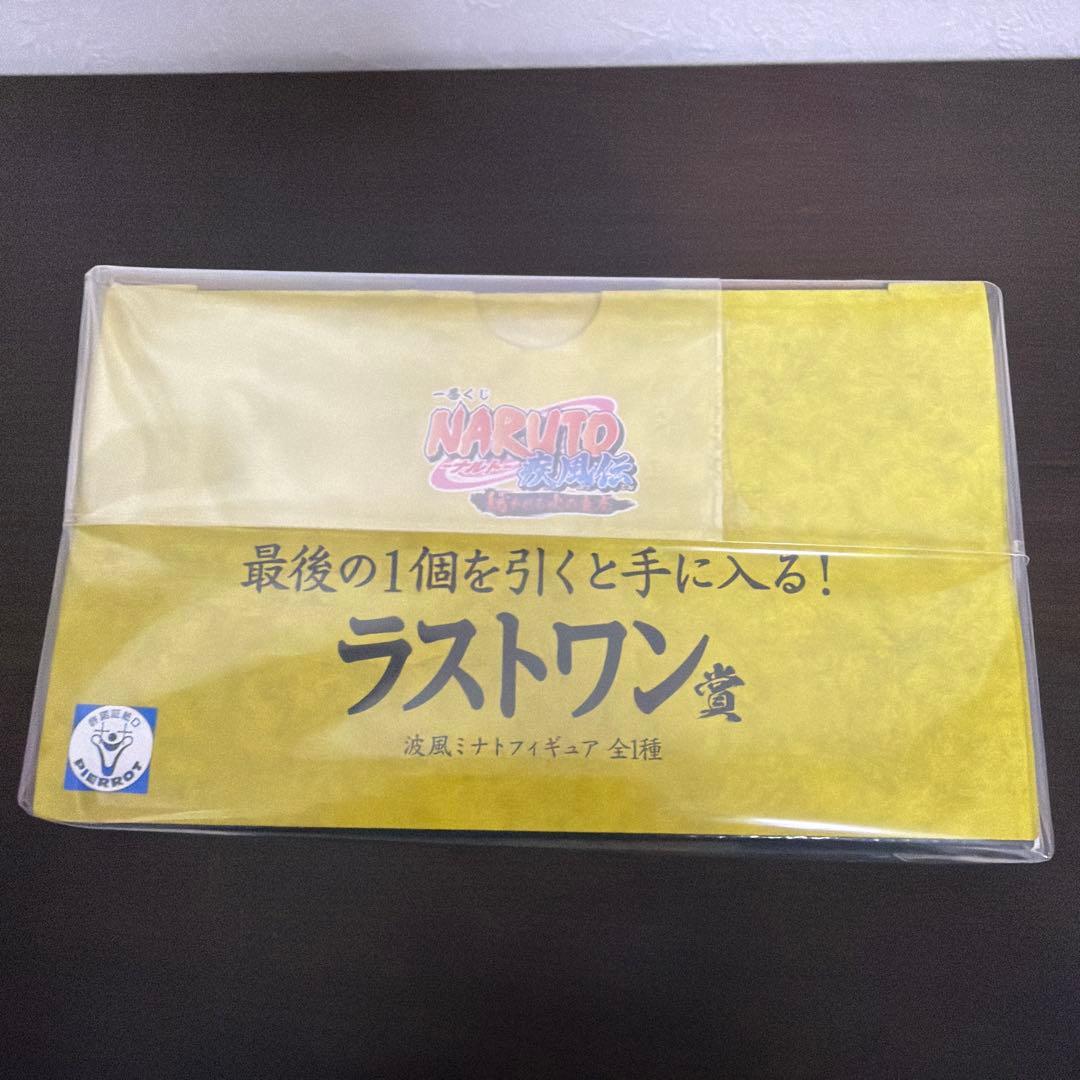 一番くじ
NARUTO
ーナルトー
疾風伝
最後の1個を引くと手に入る!
ラストワン賞
波風ミナトフィギュア 全1種
PIERROT